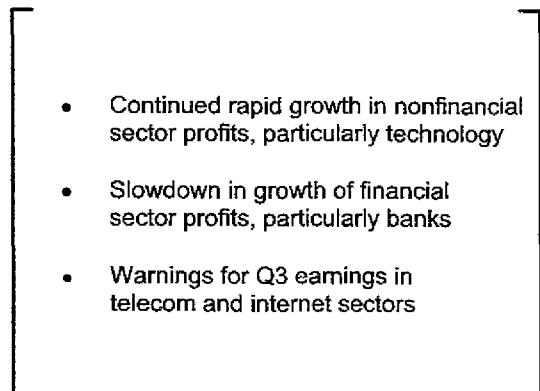 • Continued rapid growth in nonfinancial
sector profits, particularly technology
• Slowdown in growth of financial
sector profits, particularly banks
• Warnings for Q3 earnings in
telecom and internet sectors